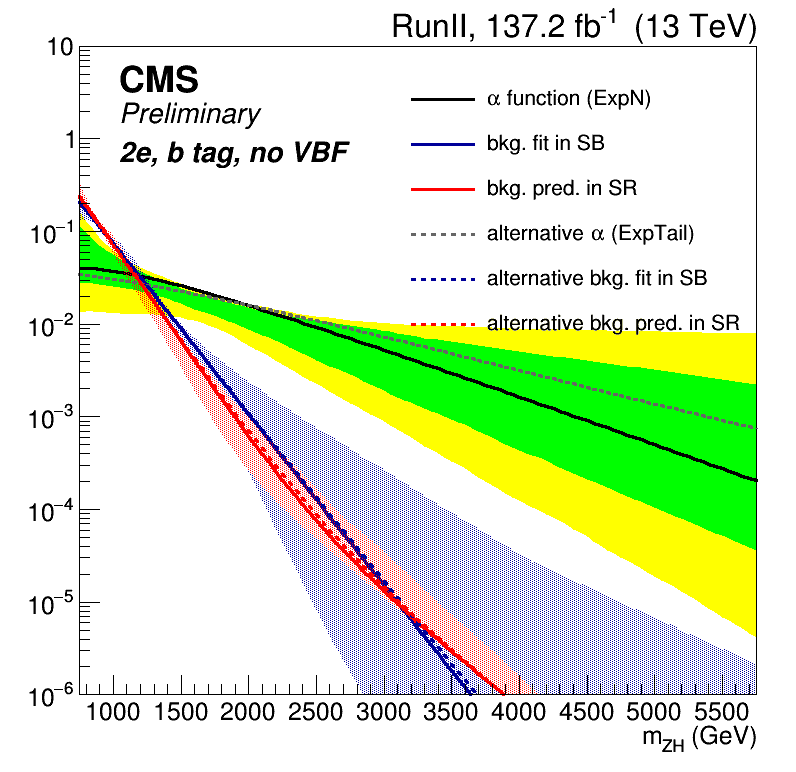 RunII, 137.2 fb⁻¹ (13 TeV)
10
CMS
Preliminary
2e, b tag, no VBF
α function (ExpN)
bkg. fit in SB
bkg. pred. in SR
alternative α (ExpTail)
alternative bkg. fit in SB
alternative bkg. pred. in SR
1
10⁻¹
10⁻²
10⁻³
10⁻⁴
10⁻⁵
10⁻⁶
1000 1500 2000 2500 3000 3500 4000 4500 5000 5500
m_ZH (GeV)